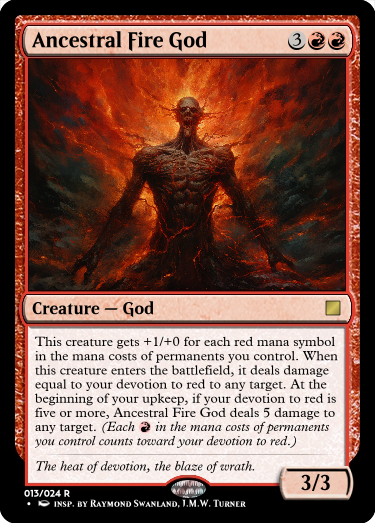 Ancestral Fire God 3
Creature — God
This creature gets +1/+0 for each red mana symbol
in the mana costs of permanents you control. When
this creature enters the battlefield, it deals damage
equal to your devotion to red to any target. At the
beginning of your upkeep, if your devotion to red is
five or more, Ancestral Fire God deals 5 damage to
any target. (Each in the mana costs of permanents
you control counts toward your devotion to red.)
The heat of devotion, the blaze of wrath.
3/3
013/024 R
• INSP. BY RAYMOND SWANLAND, J.M.W. TURNER